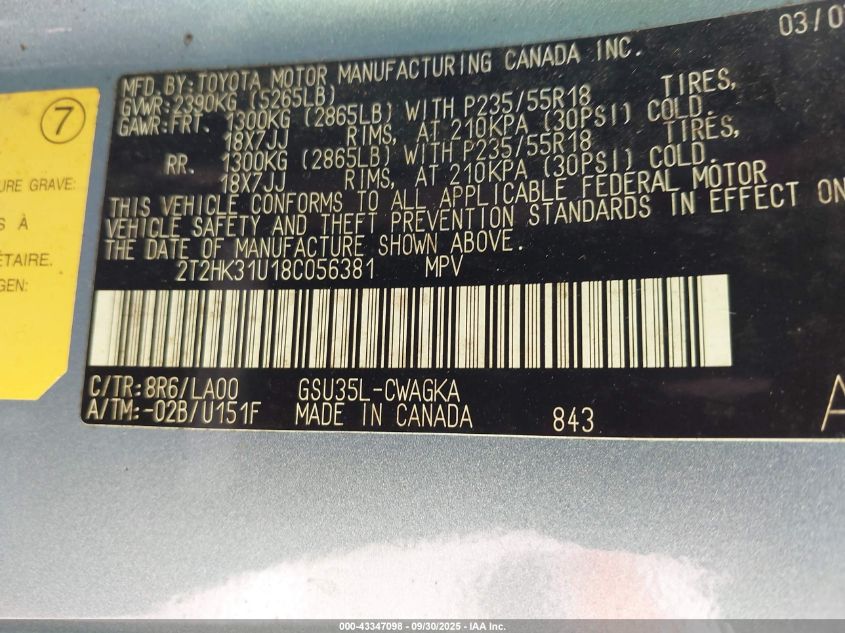 03/0
MFD. BY: TOYOTA MOTOR MANUFACTURING CANADA INC.
GVWR: 2390KG (5265LB)
GAWR: FRT. 1300KG (2865LB) WITH P235/55R18 TIRES,
18X7JJ RIMS, AT 210KPA (30PSI) COLD.
RR. 1300KG (2865LB) WITH P235/55R18 TIRES,
18X7JJ RIMS, AT 210KPA (30PSI) COLD.
THIS VEHICLE CONFORMS TO ALL APPLICABLE FEDERAL MOTOR
VEHICLE SAFETY AND THEFT PREVENTION STANDARDS IN EFFECT ON
THE DATE OF MANUFACTURE SHOWN ABOVE.
2T2HK31U18C056381 MPV
C/TR: 8R6/LA00 GSU35L-CWAGKA
A/TM: -02B/U151F MADE IN CANADA 843
A
7
URE GRAVE:
S À
ÉTAIRE.
GEN:
000-43347098 - 09/30/2025 - IAA Inc.